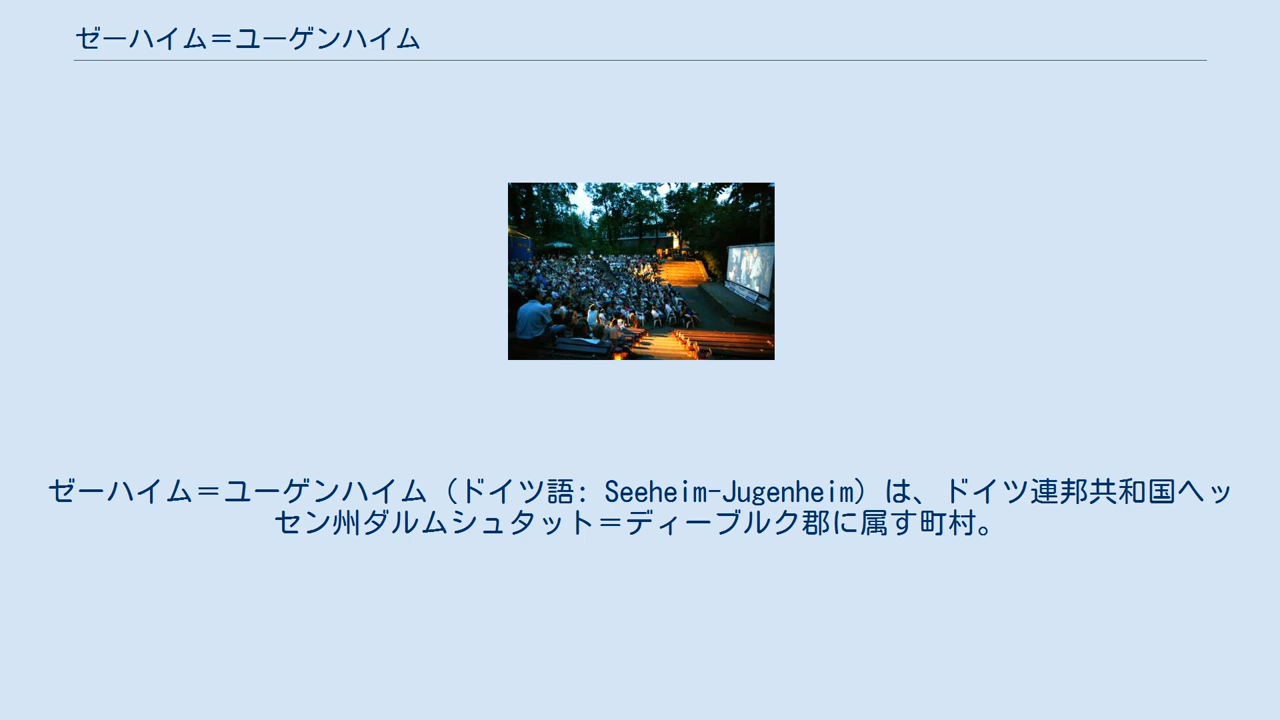 ゼーハイム＝ユーゲンハイム
ゼーハイム＝ユーゲンハイム（ドイツ語: Seeheim-Jugenheim）は、ドイツ連邦共和国ヘッ
セン州ダルムシュタット＝ディーブルク郡に属す町村。